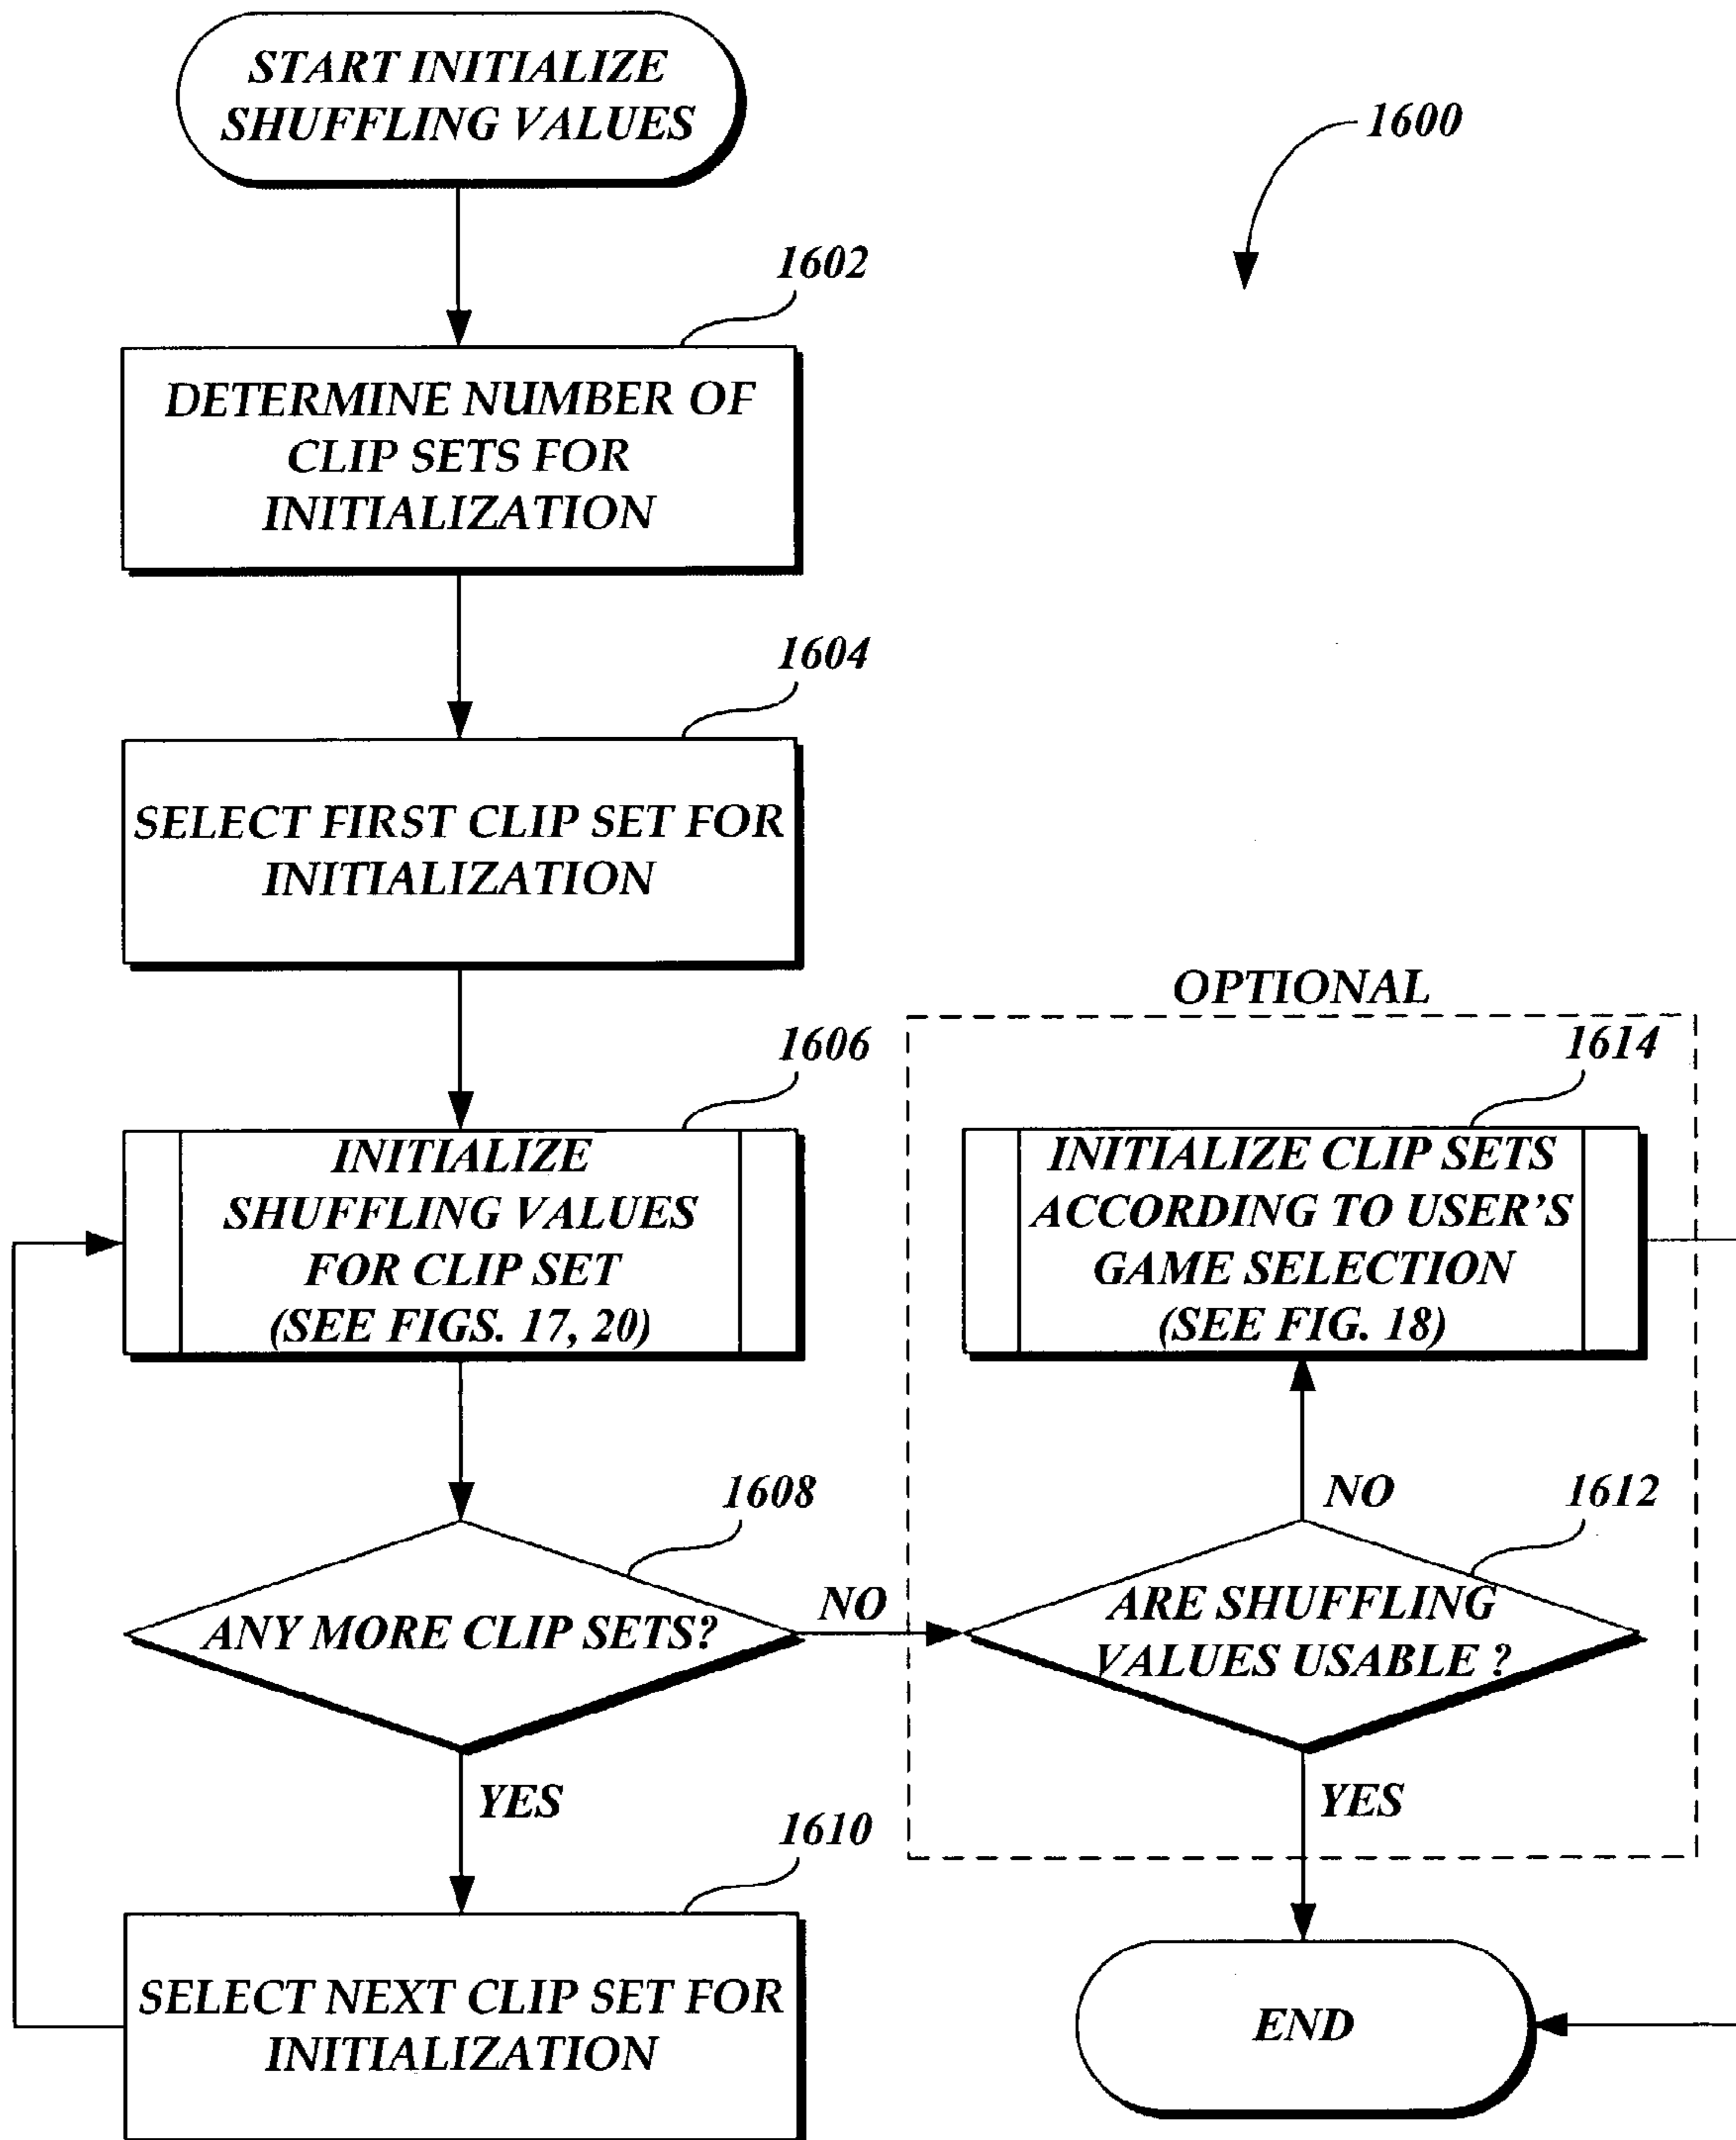 START INITIALIZE
SHUFFLING VALUES
1600
1602
DETERMINE NUMBER OF
CLIP SETS FOR
INITIALIZATION
1604
SELECT FIRST CLIP SET FOR
INITIALIZATION
OPTIONAL
1606
INITIALIZE
SHUFFLING VALUES
FOR CLIP SET
(SEE FIGS. 17, 20)
1614
INITIALIZE CLIP SETS
ACCORDING TO USER'S
GAME SELECTION
(SEE FIG. 18)
1608
ANY MORE CLIP SETS?
NO
YES
NO
1612
ARE SHUFFLING
VALUES USABLE ?
YES
1610
SELECT NEXT CLIP SET FOR
INITIALIZATION
END